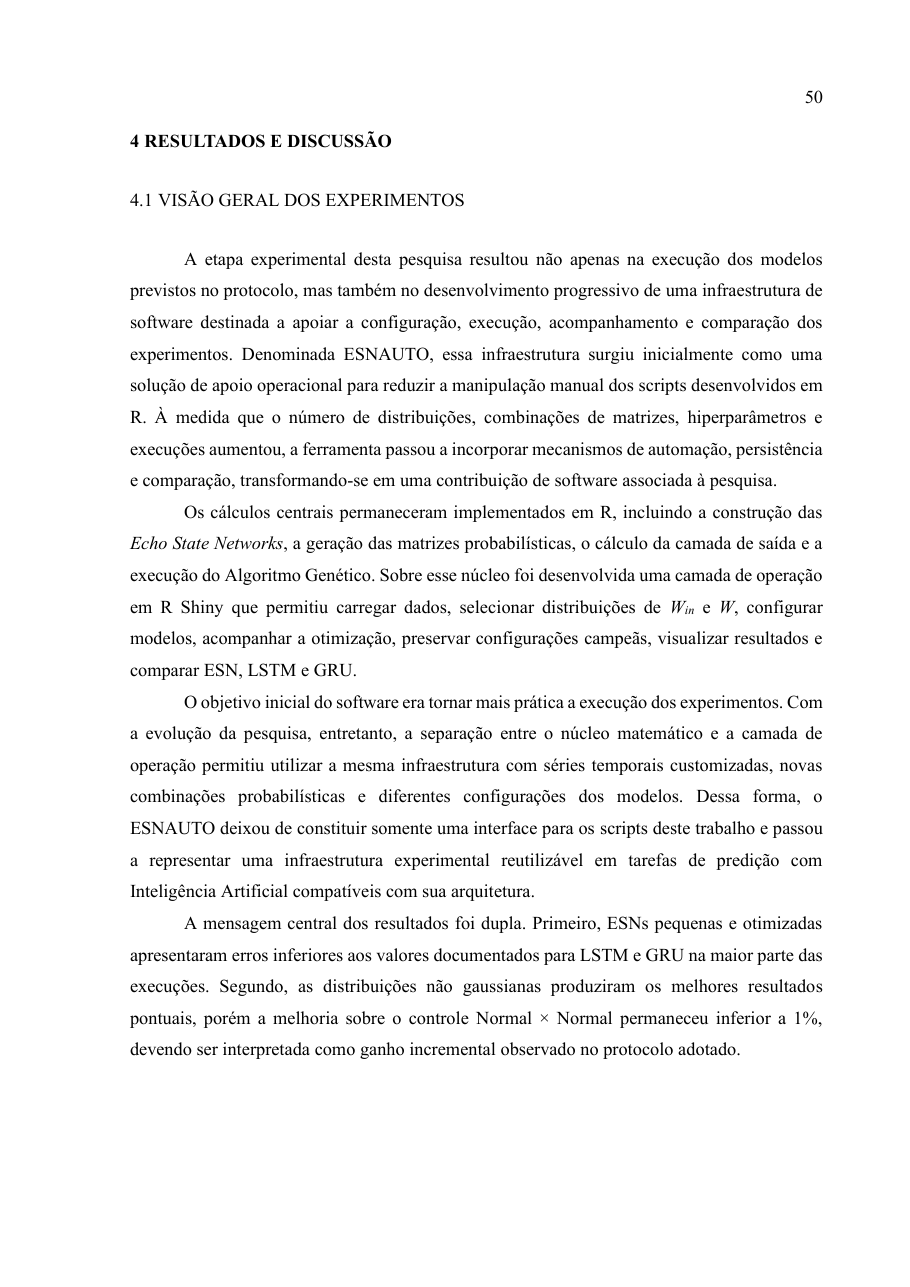 50
4 RESULTADOS E DISCUSSÃO
4.1 VISÃO GERAL DOS EXPERIMENTOS
A etapa experimental desta pesquisa resultou não apenas na execução dos modelos
previstos no protocolo, mas também no desenvolvimento progressivo de uma infraestrutura de
software destinada a apoiar a configuração, execução, acompanhamento e comparação dos
experimentos. Denominada ESNAUTO, essa infraestrutura surgiu inicialmente como uma
solução de apoio operacional para reduzir a manipulação manual dos scripts desenvolvidos em
R. À medida que o número de distribuições, combinações de matrizes, hiperparâmetros e
execuções aumentou, a ferramenta passou a incorporar mecanismos de automação, persistência
e comparação, transformando-se em uma contribuição de software associada à pesquisa.
Os cálculos centrais permaneceram implementados em R, incluindo a construção das
Echo State Networks, a geração das matrizes probabilísticas, o cálculo da camada de saída e a
execução do Algoritmo Genético. Sobre esse núcleo foi desenvolvida uma camada de operação
em R Shiny que permitiu carregar dados, selecionar distribuições de Win e W, configurar
modelos, acompanhar a otimização, preservar configurações campeãs, visualizar resultados e
comparar ESN, LSTM e GRU.
O objetivo inicial do software era tornar mais prática a execução dos experimentos. Com
a evolução da pesquisa, entretanto, a separação entre o núcleo matemático e a camada de
operação permitiu utilizar a mesma infraestrutura com séries temporais customizadas, novas
combinações probabilísticas e diferentes configurações dos modelos. Dessa forma, o
ESNAUTO deixou de constituir somente uma interface para os scripts deste trabalho e passou
a representar uma infraestrutura experimental reutilizável em tarefas de predição com
Inteligência Artificial compatíveis com sua arquitetura.
A mensagem central dos resultados foi dupla. Primeiro, ESNs pequenas e otimizadas
apresentaram erros inferiores aos valores documentados para LSTM e GRU na maior parte das
execuções. Segundo, as distribuições não gaussianas produziram os melhores resultados
pontuais, porém a melhoria sobre o controle Normal × Normal permaneceu inferior a 1%,
devendo ser interpretada como ganho incremental observado no protocolo adotado.